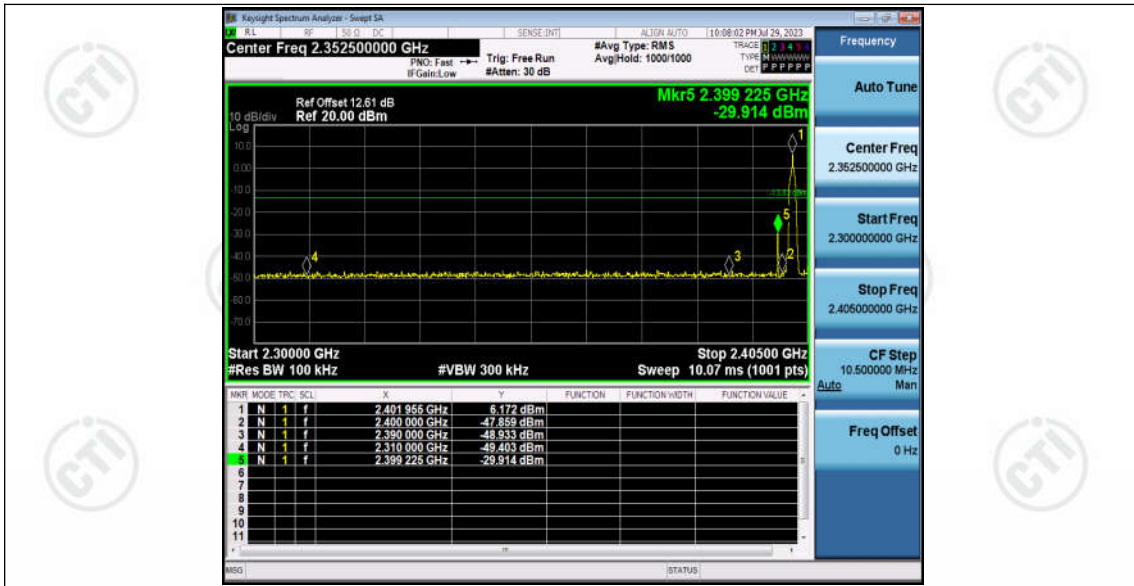 Keysight Spectrum Analyzer - Swept SA
RL RF 50 Ω DC SENSE:INT ALIGN AUTO 10:08:02 PM Jul 29, 2023
Center Freq 2.352500000 GHz
PNO: Fast
IFGain:Low
Trig: Free Run
#Atten: 30 dB
#Avg Type: RMS
Avg|Hold: 1000/1000
TRACE 1 2 3 4 5 6
TYPE M WWWWW
DET P P P P P P
Mkr5 2.399 225 GHz
-29.914 dBm
Ref Offset 12.61 dB
10 dB/div Ref 20.00 dBm
Log
10.0
0.00
-10.0
-20.0
-30.0
-40.0
-50.0
-60.0
-70.0
1
5
4
3
2
Start 2.30000 GHz Stop 2.40500 GHz
#Res BW 100 kHz #VBW 300 kHz Sweep 10.07 ms (1001 pts)
MKR MODE TRC SCL X Y FUNCTION FUNCTION WIDTH FUNCTION VALUE
1 N 1 f 2.401 955 GHz 6.172 dBm
2 N 1 f 2.400 000 GHz -47.859 dBm
3 N 1 f 2.390 000 GHz -48.933 dBm
4 N 1 f 2.310 000 GHz -49.403 dBm
5 N 1 f 2.399 225 GHz -29.914 dBm
6
7
8
9
10
11
MSG STATUS
Frequency
Auto Tune
Center Freq
2.352500000 GHz
Start Freq
2.300000000 GHz
Stop Freq
2.405000000 GHz
CF Step
10.500000 MHz
Auto Man
Freq Offset
0 Hz
CTI
CTI
CTI
CTI